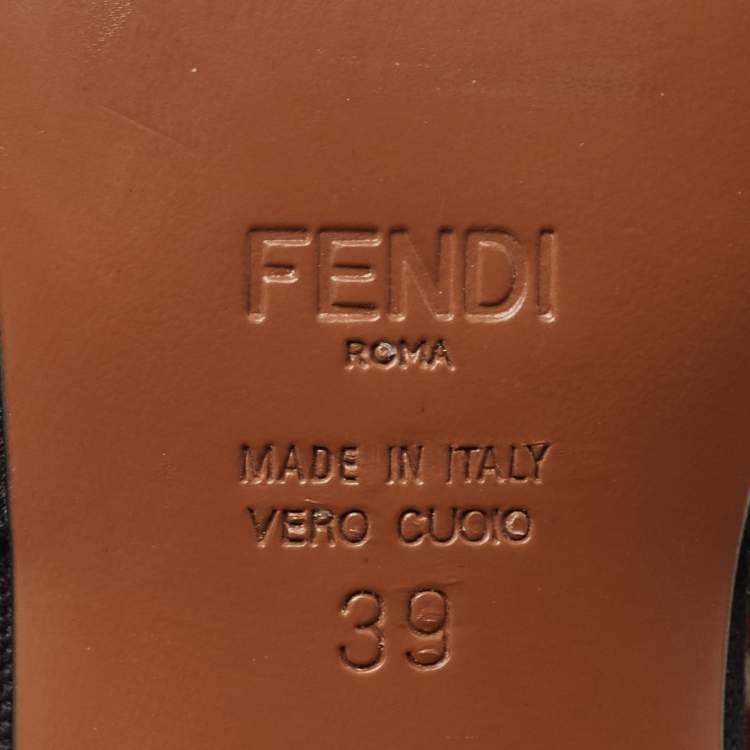 FENDI
ROMA
MADE IN ITALY
VERO CUOIO
39